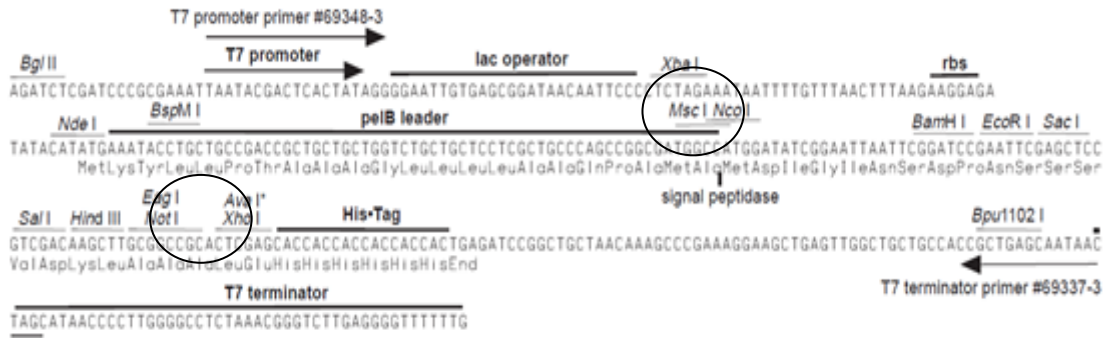 T7 promoter primer #69348-3
Bgl II T7 promoter lac operator Xba I rbs
AGATCTCGATCCCGCGAAATTAATACGACTCACTATAGGGGAATTGTGAGCGGATAACAATTCCCCTCTAGAAATAATTTTGTTTAACTTTAAGAAGGAGA
Nde I BspM I pelB leader Msc I Nco I BamH I EcoR I Sac I
TATACATATGAAATACCTGCTGCCGACCGCTGCTGCTGGTCTGCTGCTCCTCGCTGCCCAGCCGGCGATGGCCATGGATATCGGAATTAATTCGGATCCGAATTCGAGCTCC
MetLysTyrLeuLeuProThrAlaAlaAlaGlyLeuLeuLeuLeuAlaAlaGlnProAlaMetAlaMetAspIleGlyIleAsnSerAspProAsnSerSerSer
signal peptidase
Sal I Hind III Eag I Not I Ava I* Xho I His•Tag Bpu1102 I
GTCGACAAGCTTGCGGCCGCACTCGAGCACCACCACCACCACCACTGAGATCCGGCTGCTAACAAAGCCCGAAAGGAAGCTGAGTTGGCTGCTGCCACCGCTGAGCAATAAC
ValAspLysLeuAlaAlaAlaLeuGluHisHisHisHisHisHisEnd
T7 terminator primer #69337-3
T7 terminator
TAGCATAACCCCTTGGGGCCTCTAAACGGGTCTTGAGGGGTTTTTTG